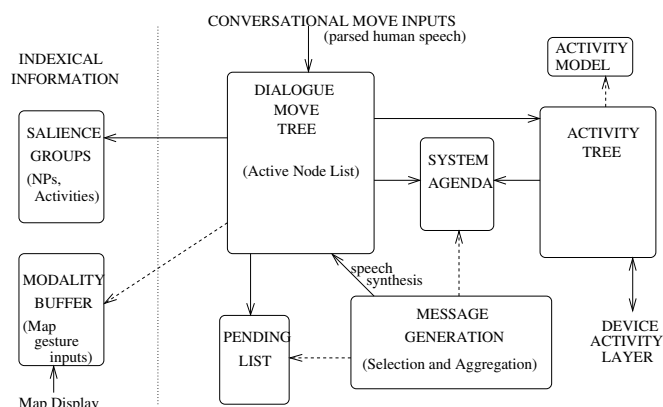 CONVERSATIONAL MOVE INPUTS
(parsed human speech)
INDEXICAL
INFORMATION
SALIENCE
GROUPS
(NPs,
Activities)
MODALITY
BUFFER
(Map
gesture
inputs)
Map Display
DIALOGUE
MOVE
TREE
(Active Node List)
SYSTEM
AGENDA
ACTIVITY
MODEL
ACTIVITY
TREE
speech
synthesis
PENDING
LIST
MESSAGE
GENERATION
(Selection and Aggregation)
DEVICE
ACTIVITY
LAYER